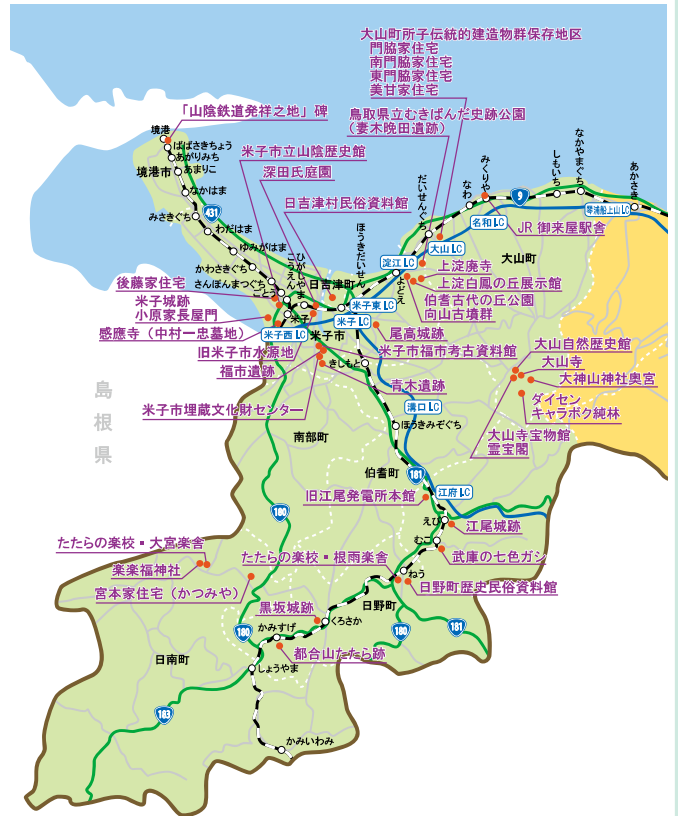 大山町所子伝統的建造物群保存地区
門脇家住宅
南門脇家住宅
東門脇家住宅
美甘家住宅
鳥取県立むきばんだ史跡公園
（妻木晩田遺跡）
「山陰鉄道発祥之地」碑
境港
ばばさきちょう
あがりみち
あまりこ
境港市
なかはま
みさきぐち
431
わだはま
ゆみがはま
かわさきぐち
さんぼんまつぐち
ごとう
こうえん
ひがしやま
米子
米子市立山陰歴史館
深田氏庭園
日吉津村民俗資料館
日吉津町
ほうきだいせん
よどえ
だいせんぐち
なわ
みくりや
しもいち
なかやまぐち
あかさき
9
琴浦船上山I.C
名和I.C
大山I.C
淀江I.C
米子東I.C
米子I.C
米子西I.C
JR 御来屋駅舎
大山町
上淀廃寺
上淀白鳳の丘展示館
伯耆古代の丘公園
向山古墳群
後藤家住宅
米子城跡
小原家長屋門
感應寺（中村一忠墓地）
米子市
尾高城跡
旧米子市水源地
米子市福市考古資料館
福市遺跡
きしもと
青木遺跡
米子市埋蔵文化財センター
大山自然歴史館
大山寺
大神山神社奥宮
ダイセン
キャラボク純林
大山寺宝物館
霊宝閣
島根県
溝口I.C
南部町
ほうきみぞぐち
伯耆町
181
江府I.C
旧江尾発電所本館
180
えび
江尾城跡
むこ
武庫の七色ガシ
たたらの楽校・大宮楽舎
楽楽福神社
宮本家住宅（かつみや）
たたらの楽校・根雨楽舎
ねう
日野町歴史民俗資料館
日野町
黒坂城跡
くろさか
かみすげ
180
180
181
都合山たたら跡
日南町
しょうやま
183
かみいわみ